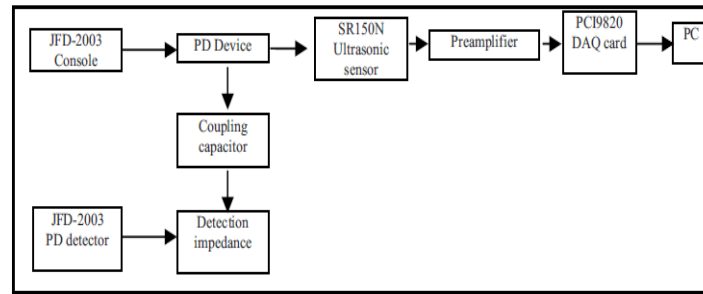 JFD-2003
Console
PD Device
SR150N
Ultrasonic
sensor
Preamplifier
PCI9820
DAQ card
PC
Coupling
capacitor
JFD-2003
PD detector
Detection
impedance